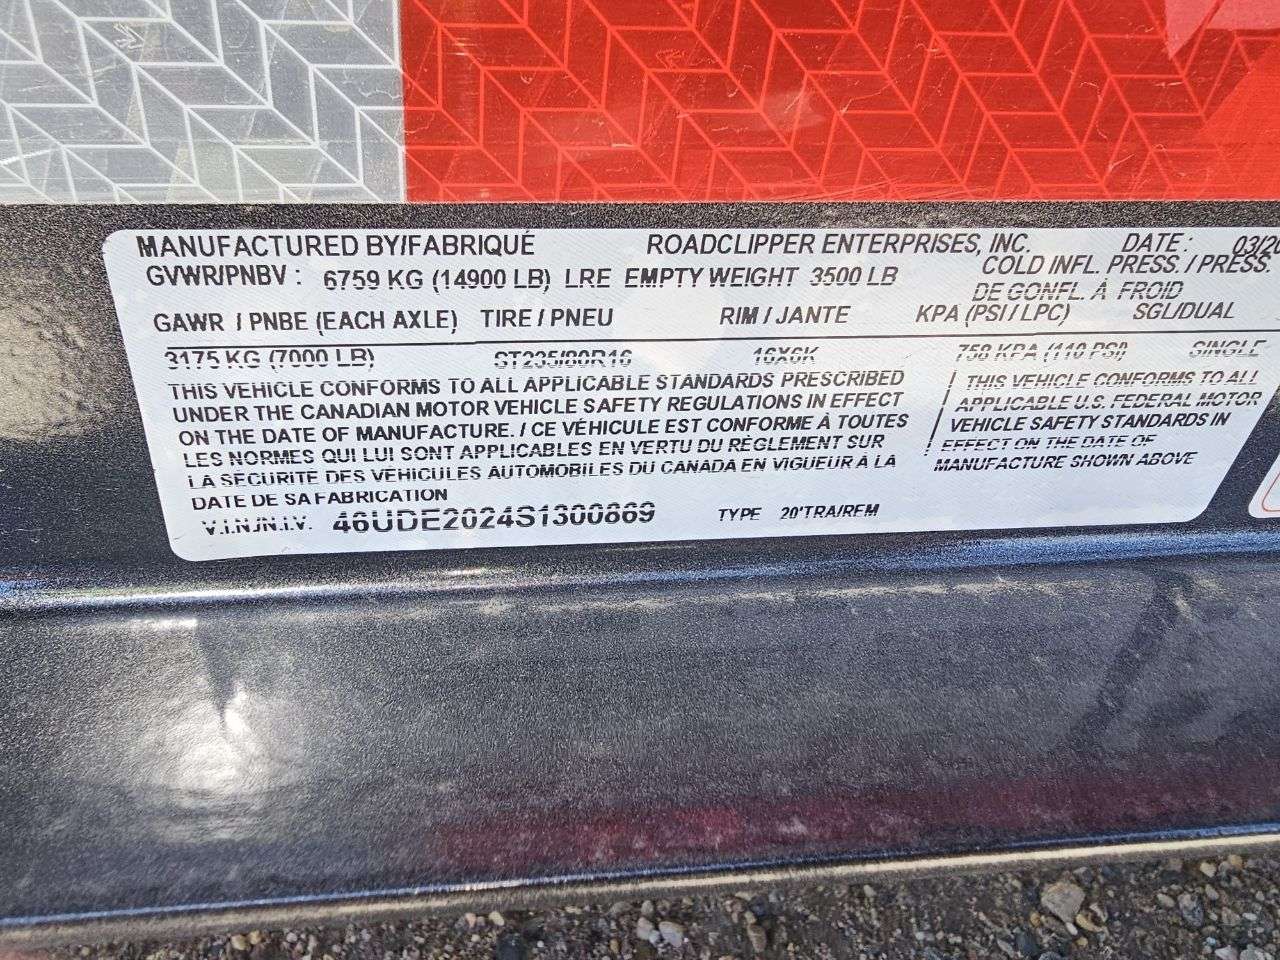 MANUFACTURED BY/FABRIQUÉ ROADCLIPPER ENTERPRISES, INC. DATE: 03/20
GVWR/PNBV : 6759 KG (14900 LB) LRE EMPTY WEIGHT 3500 LB COLD INFL. PRESS. / PRESS.
DE GONFL. À FROID
GAWR / PNBE (EACH AXLE) TIRE / PNEU RIM / JANTE KPA (PSI / LPC) SGL/DUAL
3175 KG (7000 LB) ST235/80R16 16X6K 758 KPA (110 PSI) SINGLE
THIS VEHICLE CONFORMS TO ALL APPLICABLE STANDARDS PRESCRIBED
UNDER THE CANADIAN MOTOR VEHICLE SAFETY REGULATIONS IN EFFECT
ON THE DATE OF MANUFACTURE. / CE VÉHICULE EST CONFORME À TOUTES
LES NORMES QUI LUI SONT APPLICABLES EN VERTU DU RÈGLEMENT SUR
LA SÉCURITÉ DES VÉHICULES AUTOMOBILES DU CANADA EN VIGUEUR À LA
DATE DE SA FABRICATION
THIS VEHICLE CONFORMS TO ALL
APPLICABLE U.S. FEDERAL MOTOR
VEHICLE SAFETY STANDARDS IN
EFFECT ON THE DATE OF
MANUFACTURE SHOWN ABOVE
V.I.N./N.I.V. 46UDE2024S1300869 TYPE 20'TRA/REM